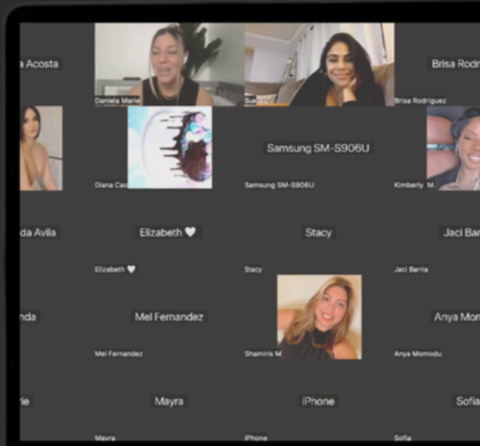 a Acosta
Brisa Rodr
Daniela Marie
Brisa Rodriguez
Samsung SM-S906U
Diana Cas
Samsung SM-S906U
Kimberly M.
da Avila
Elizabeth 🤍
Stacy
Jaci Bar
Elizabeth 🤍
Stacy
Jaci Barria
nda
Mel Fernandez
Anya Mom
Mel Fernandez
Shamiris M
Anya Momodu
rie
Mayra
iPhone
Sofia
Mayra
iPhone
Sofia